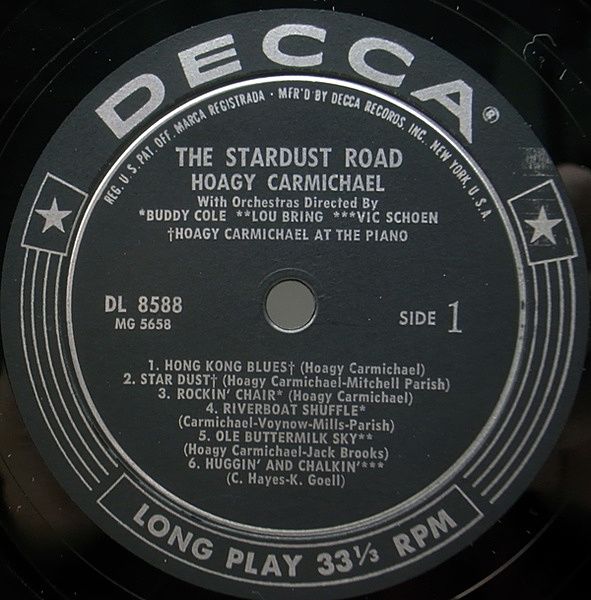 DECCA®
REG. U.S. PAT. OFF. MARCA REGISTRADA · MFR'D BY DECCA RECORDS, INC., NEW YORK, U.S.A.
THE STARDUST ROAD
HOAGY CARMICHAEL
With Orchestras Directed By
*BUDDY COLE **LOU BRING ***VIC SCHOEN
†HOAGY CARMICHAEL AT THE PIANO
DL 8588
MG 5658
SIDE 1
1. HONG KONG BLUES† (Hoagy Carmichael)
2. STAR DUST† (Hoagy Carmichael-Mitchell Parish)
3. ROCKIN' CHAIR* (Hoagy Carmichael)
4. RIVERBOAT SHUFFLE*
(Carmichael-Voynow-Mills-Parish)
5. OLE BUTTERMILK SKY**
(Hoagy Carmichael-Jack Brooks)
6. HUGGIN' AND CHALKIN'***
(C. Hayes-K. Goell)
LONG PLAY 33⅓ RPM